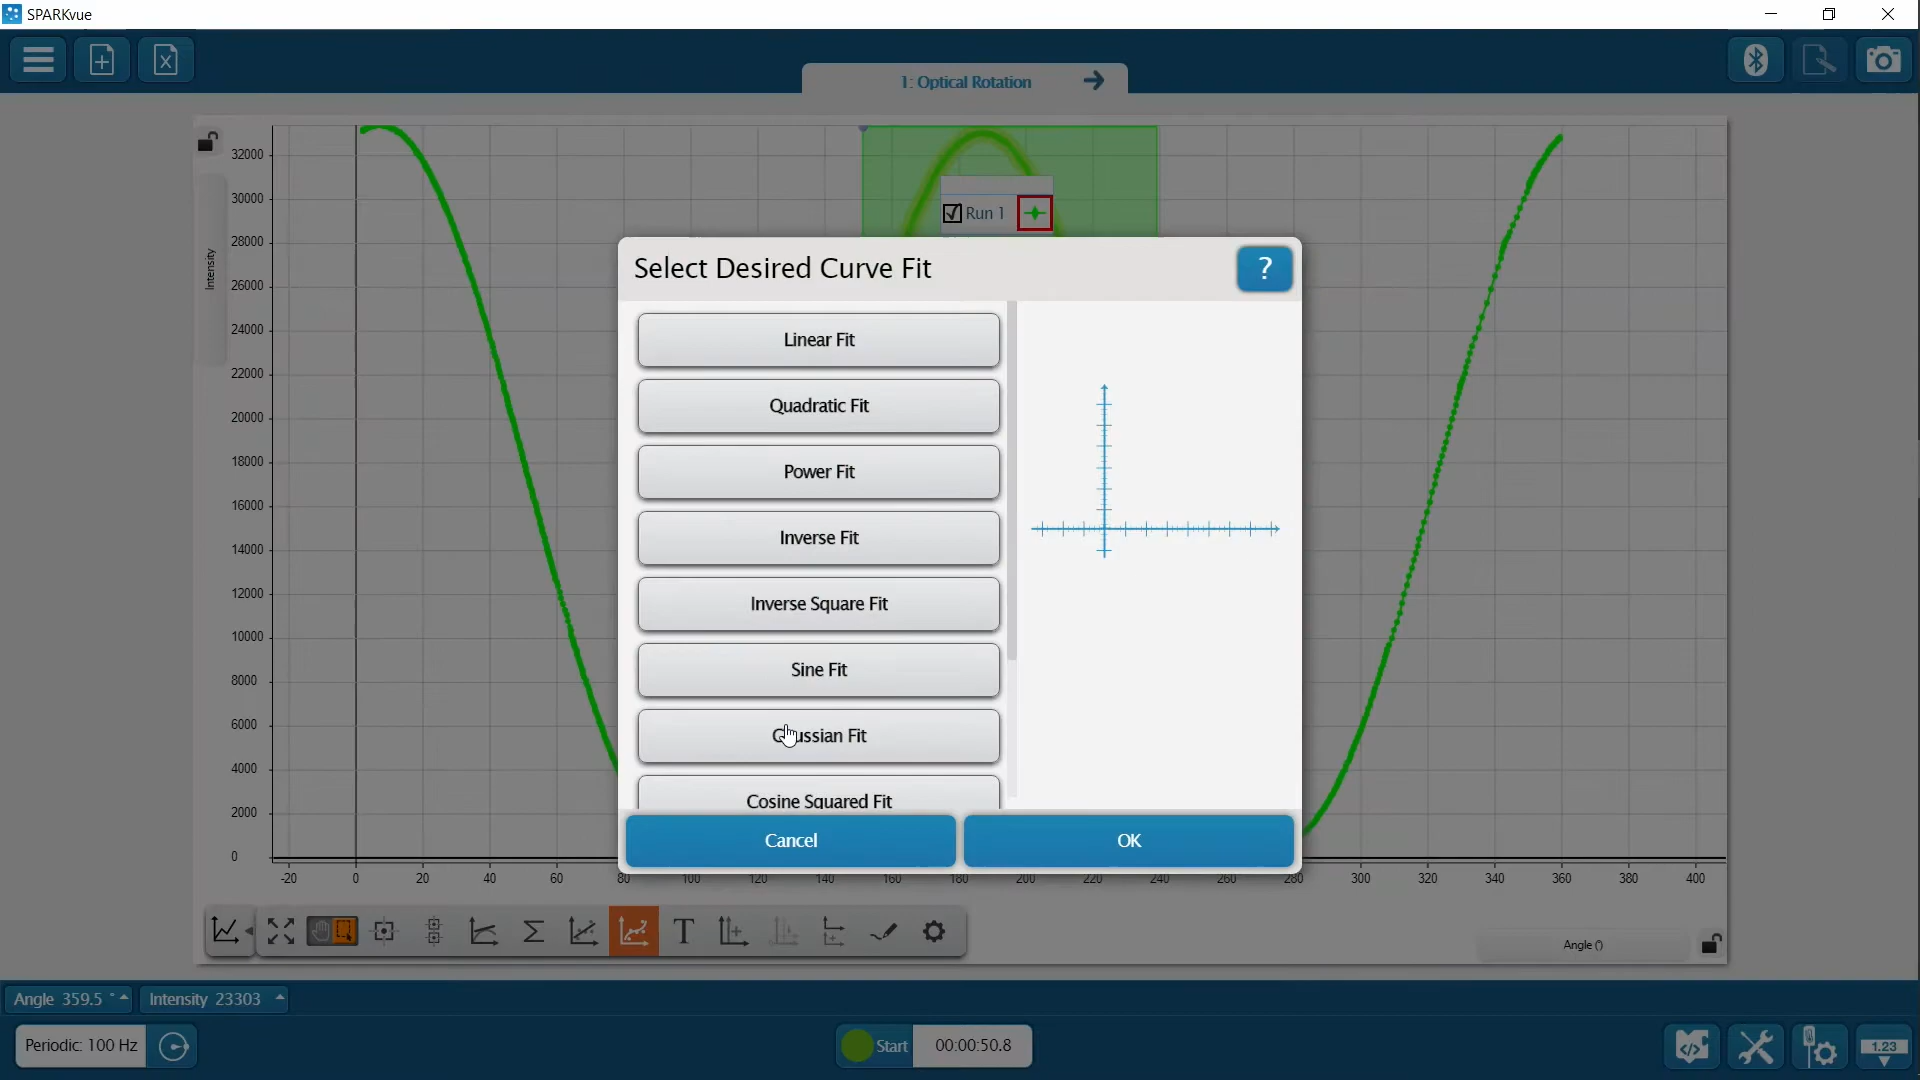 SPARKvue
1: Optical Rotation
32000
30000
28000
26000
24000
22000
20000
18000
16000
14000
12000
10000
8000
6000
4000
2000
0
Intensity
Run 1
Select Desired Curve Fit
?
Linear Fit
Quadratic Fit
Power Fit
Inverse Fit
Inverse Square Fit
Sine Fit
Gaussian Fit
Cosine Squared Fit
Cancel
OK
-20 0 20 40 60 80 100 120 140 160 180 200 220 240 260 280 300 320 340 360 380 400
Σ
T
Angle (°)
Angle 359.5 °
Intensity 23303
Periodic: 100 Hz
Start
00:00:50.8
1.23